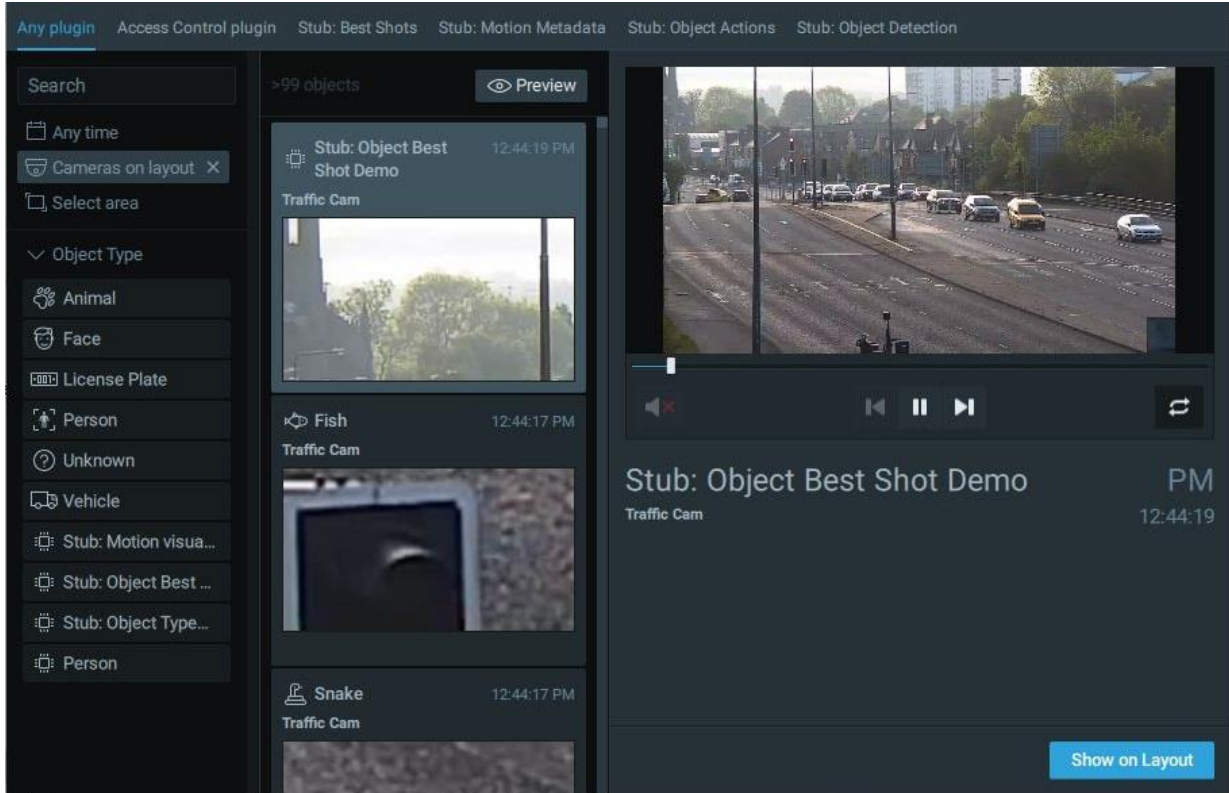 Any plugin Access Control plugin Stub: Best Shots Stub: Motion Metadata Stub: Object Actions Stub: Object Detection
Search
Any time
Cameras on layout
Select area
Object Type
Animal
Face
License Plate
Person
Unknown
Vehicle
Stub: Motion visua...
Stub: Object Best ...
Stub: Object Type...
Person
>99 objects Preview
Stub: Object Best 12:44:19 PM
Shot Demo
Traffic Cam
Fish 12:44:17 PM
Traffic Cam
Snake 12:44:17 PM
Traffic Cam
Stub: Object Best Shot Demo PM
Traffic Cam 12:44:19
Show on Layout